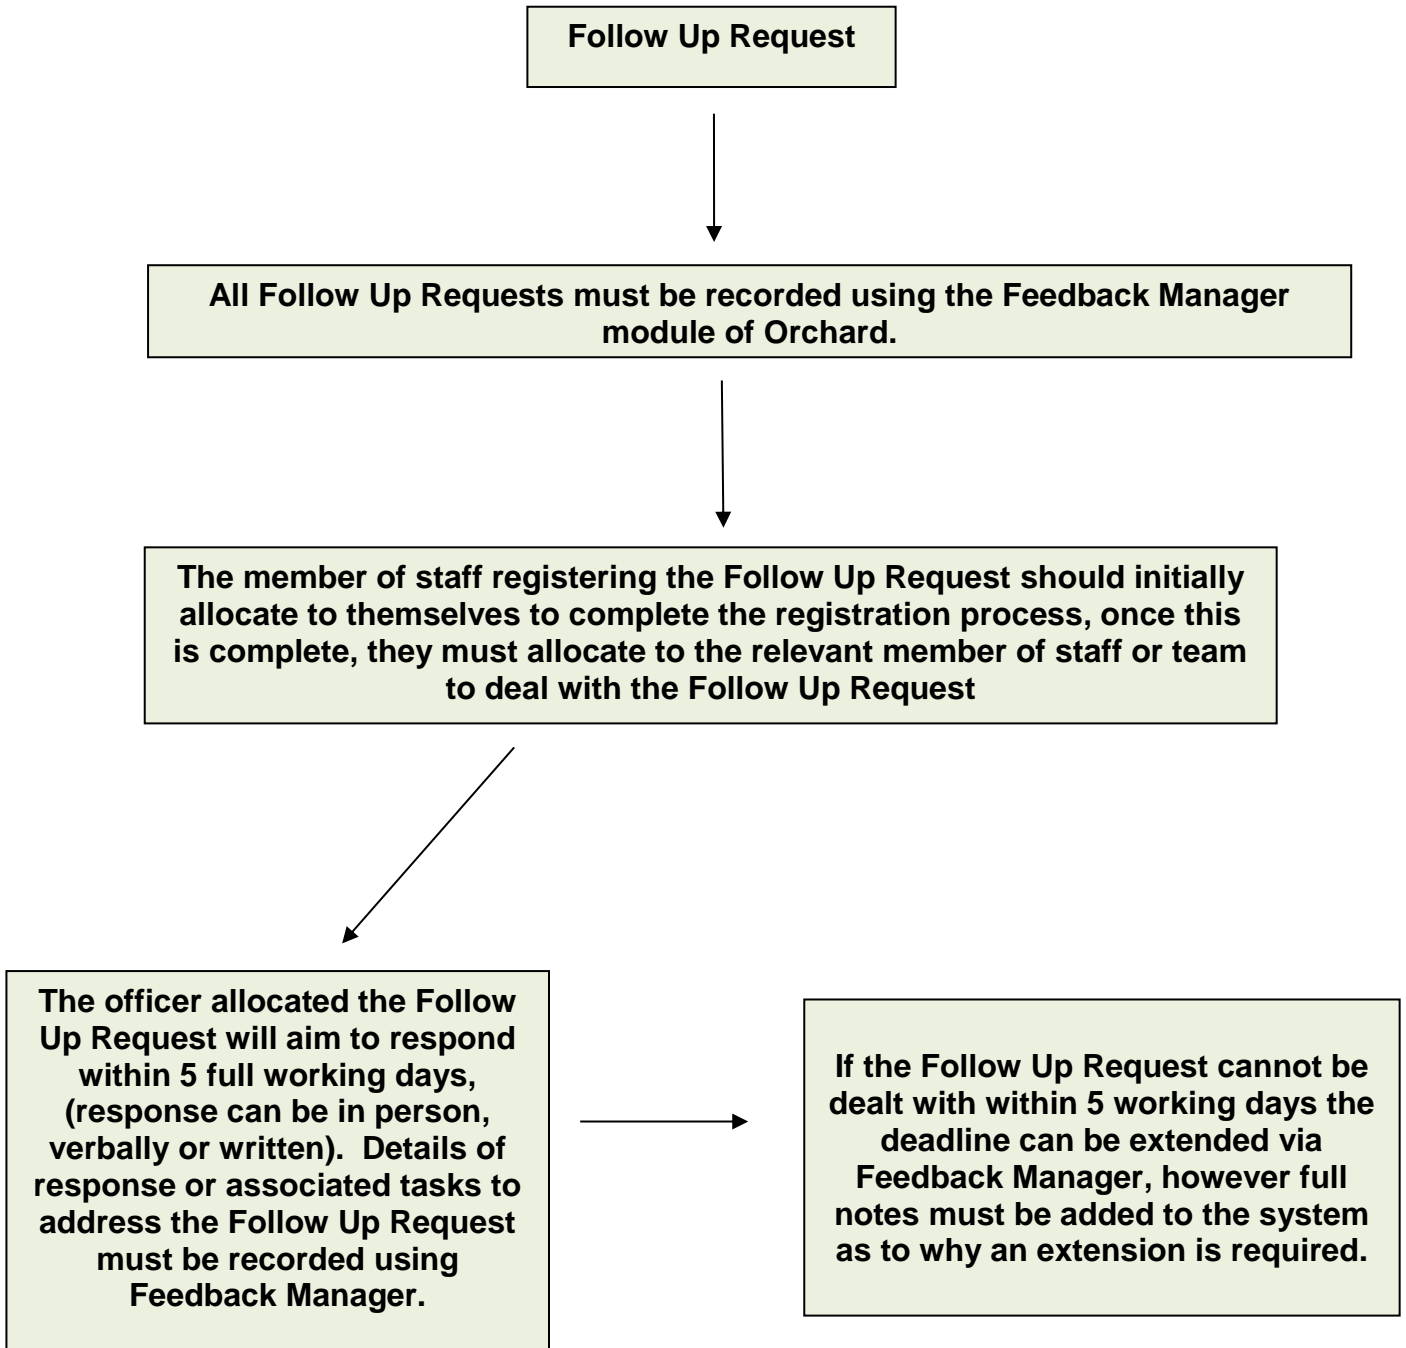 Follow Up Request
All Follow Up Requests must be recorded using the Feedback Manager
module of Orchard.
The member of staff registering the Follow Up Request should initially
allocate to themselves to complete the registration process, once this
is complete, they must allocate to the relevant member of staff or team
to deal with the Follow Up Request
The officer allocated the Follow
Up Request will aim to respond
within 5 full working days,
(response can be in person,
verbally or written).  Details of
response or associated tasks to
address the Follow Up Request
must be recorded using
Feedback Manager.
If the Follow Up Request cannot be
dealt with within 5 working days the
deadline can be extended via
Feedback Manager, however full
notes must be added to the system
as to why an extension is required.